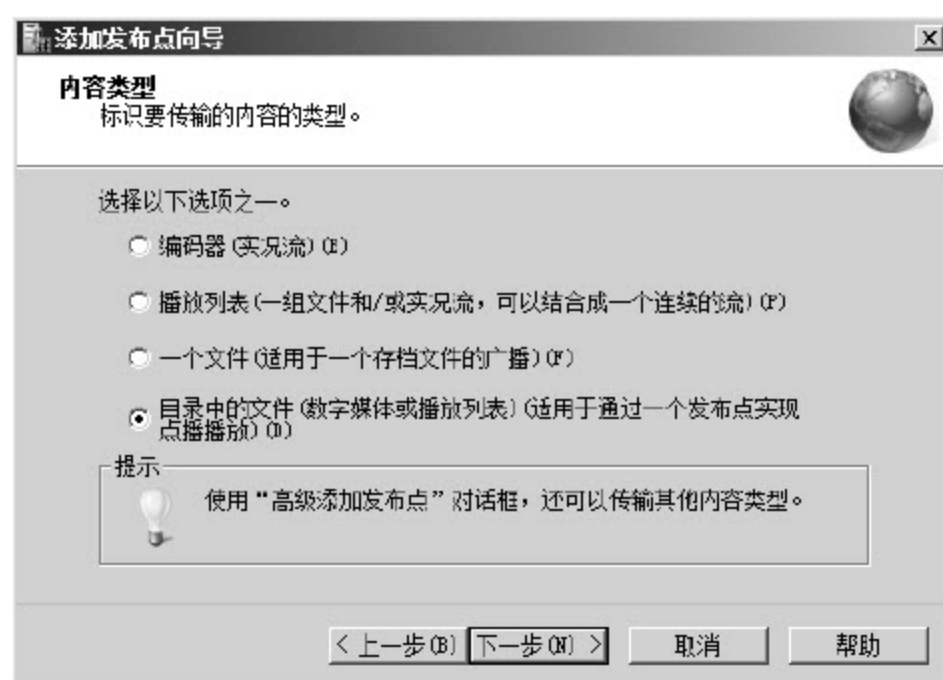 添加发布点向导
内容类型
标识要传输的内容的类型。
选择以下选项之一。
编码器(实况流)(E)
播放列表(一组文件和/或实况流，可以结合成一个连续的流)(P)
一个文件(适用于一个存档文件的广播)(F)
目录中的文件(数字媒体或播放列表)(适用于通过一个发布点实现
点播播放)(D)
提示
使用“高级添加发布点”对话框，还可以传输其他内容类型。
< 上一步(B) 下一步(N) > 取消 帮助